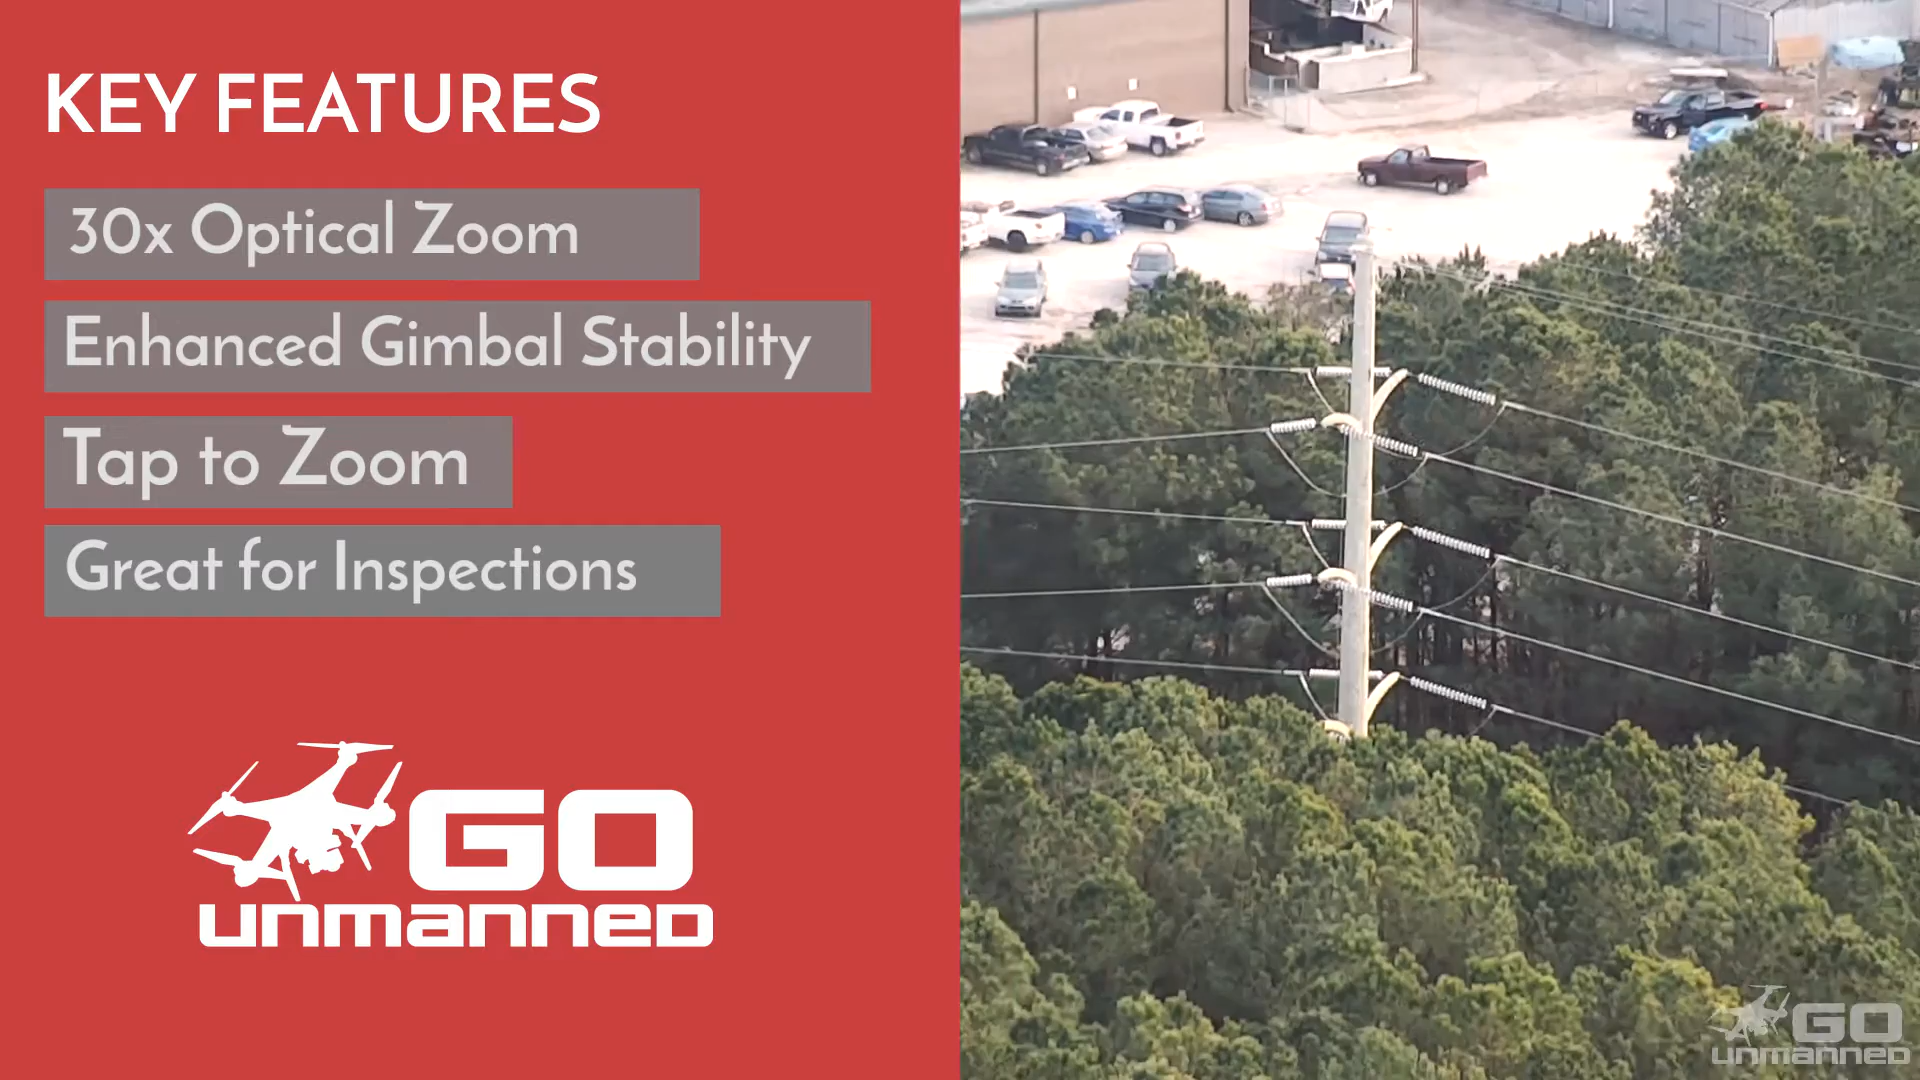 KEY FEATURES
30x Optical Zoom
Enhanced Gimbal Stability
Tap to Zoom
Great for Inspections
GO
unmanned
GO
unmanned